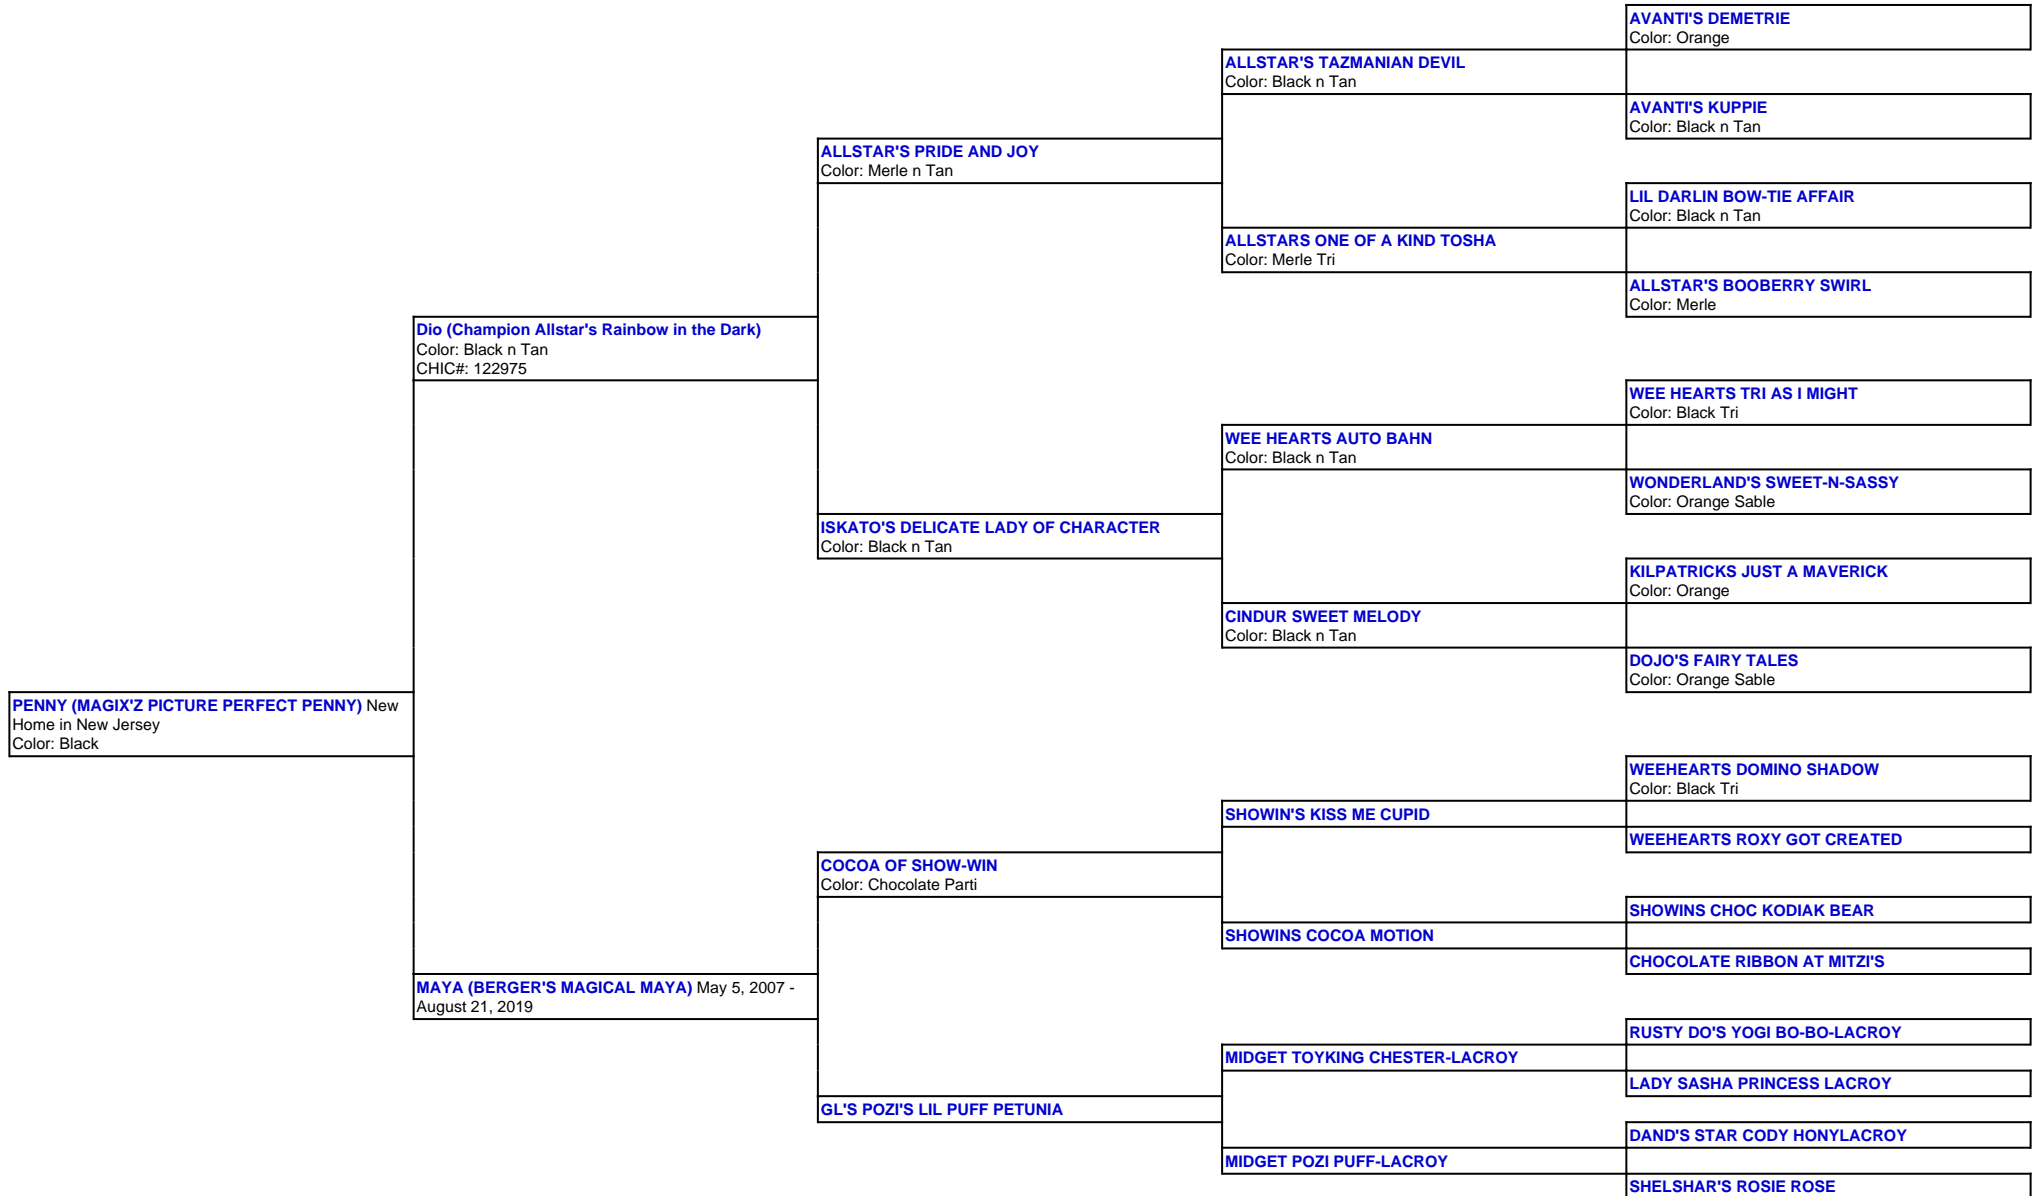 AVANTI'S DEMETRIE
Color: Orange
ALLSTAR'S TAZMANIAN DEVIL
Color: Black n Tan
AVANTI'S KUPPIE
Color: Black n Tan
ALLSTAR'S PRIDE AND JOY
Color: Merle n Tan
LIL DARLIN BOW-TIE AFFAIR
Color: Black n Tan
ALLSTARS ONE OF A KIND TOSHA
Color: Merle Tri
ALLSTAR'S BOOBERRY SWIRL
Color: Merle
Dio (Champion Allstar's Rainbow in the Dark)
Color: Black n Tan
CHIC#: 122975
WEE HEARTS TRI AS I MIGHT
Color: Black Tri
WEE HEARTS AUTO BAHN
Color: Black n Tan
WONDERLAND'S SWEET-N-SASSY
Color: Orange Sable
ISKATO'S DELICATE LADY OF CHARACTER
Color: Black n Tan
KILPATRICKS JUST A MAVERICK
Color: Orange
CINDUR SWEET MELODY
Color: Black n Tan
DOJO'S FAIRY TALES
Color: Orange Sable
PENNY (MAGIX'Z PICTURE PERFECT PENNY) New
Home in New Jersey
Color: Black
WEEHEARTS DOMINO SHADOW
Color: Black Tri
SHOWIN'S KISS ME CUPID
WEEHEARTS ROXY GOT CREATED
COCOA OF SHOW-WIN
Color: Chocolate Parti
SHOWINS CHOC KODIAK BEAR
SHOWINS COCOA MOTION
CHOCOLATE RIBBON AT MITZI'S
MAYA (BERGER'S MAGICAL MAYA) May 5, 2007 -
August 21, 2019
RUSTY DO'S YOGI BO-BO-LACROY
MIDGET TOYKING CHESTER-LACROY
LADY SASHA PRINCESS LACROY
GL'S POZI'S LIL PUFF PETUNIA
DAND'S STAR CODY HONYLACROY
MIDGET POZI PUFF-LACROY
SHELSHAR'S ROSIE ROSE